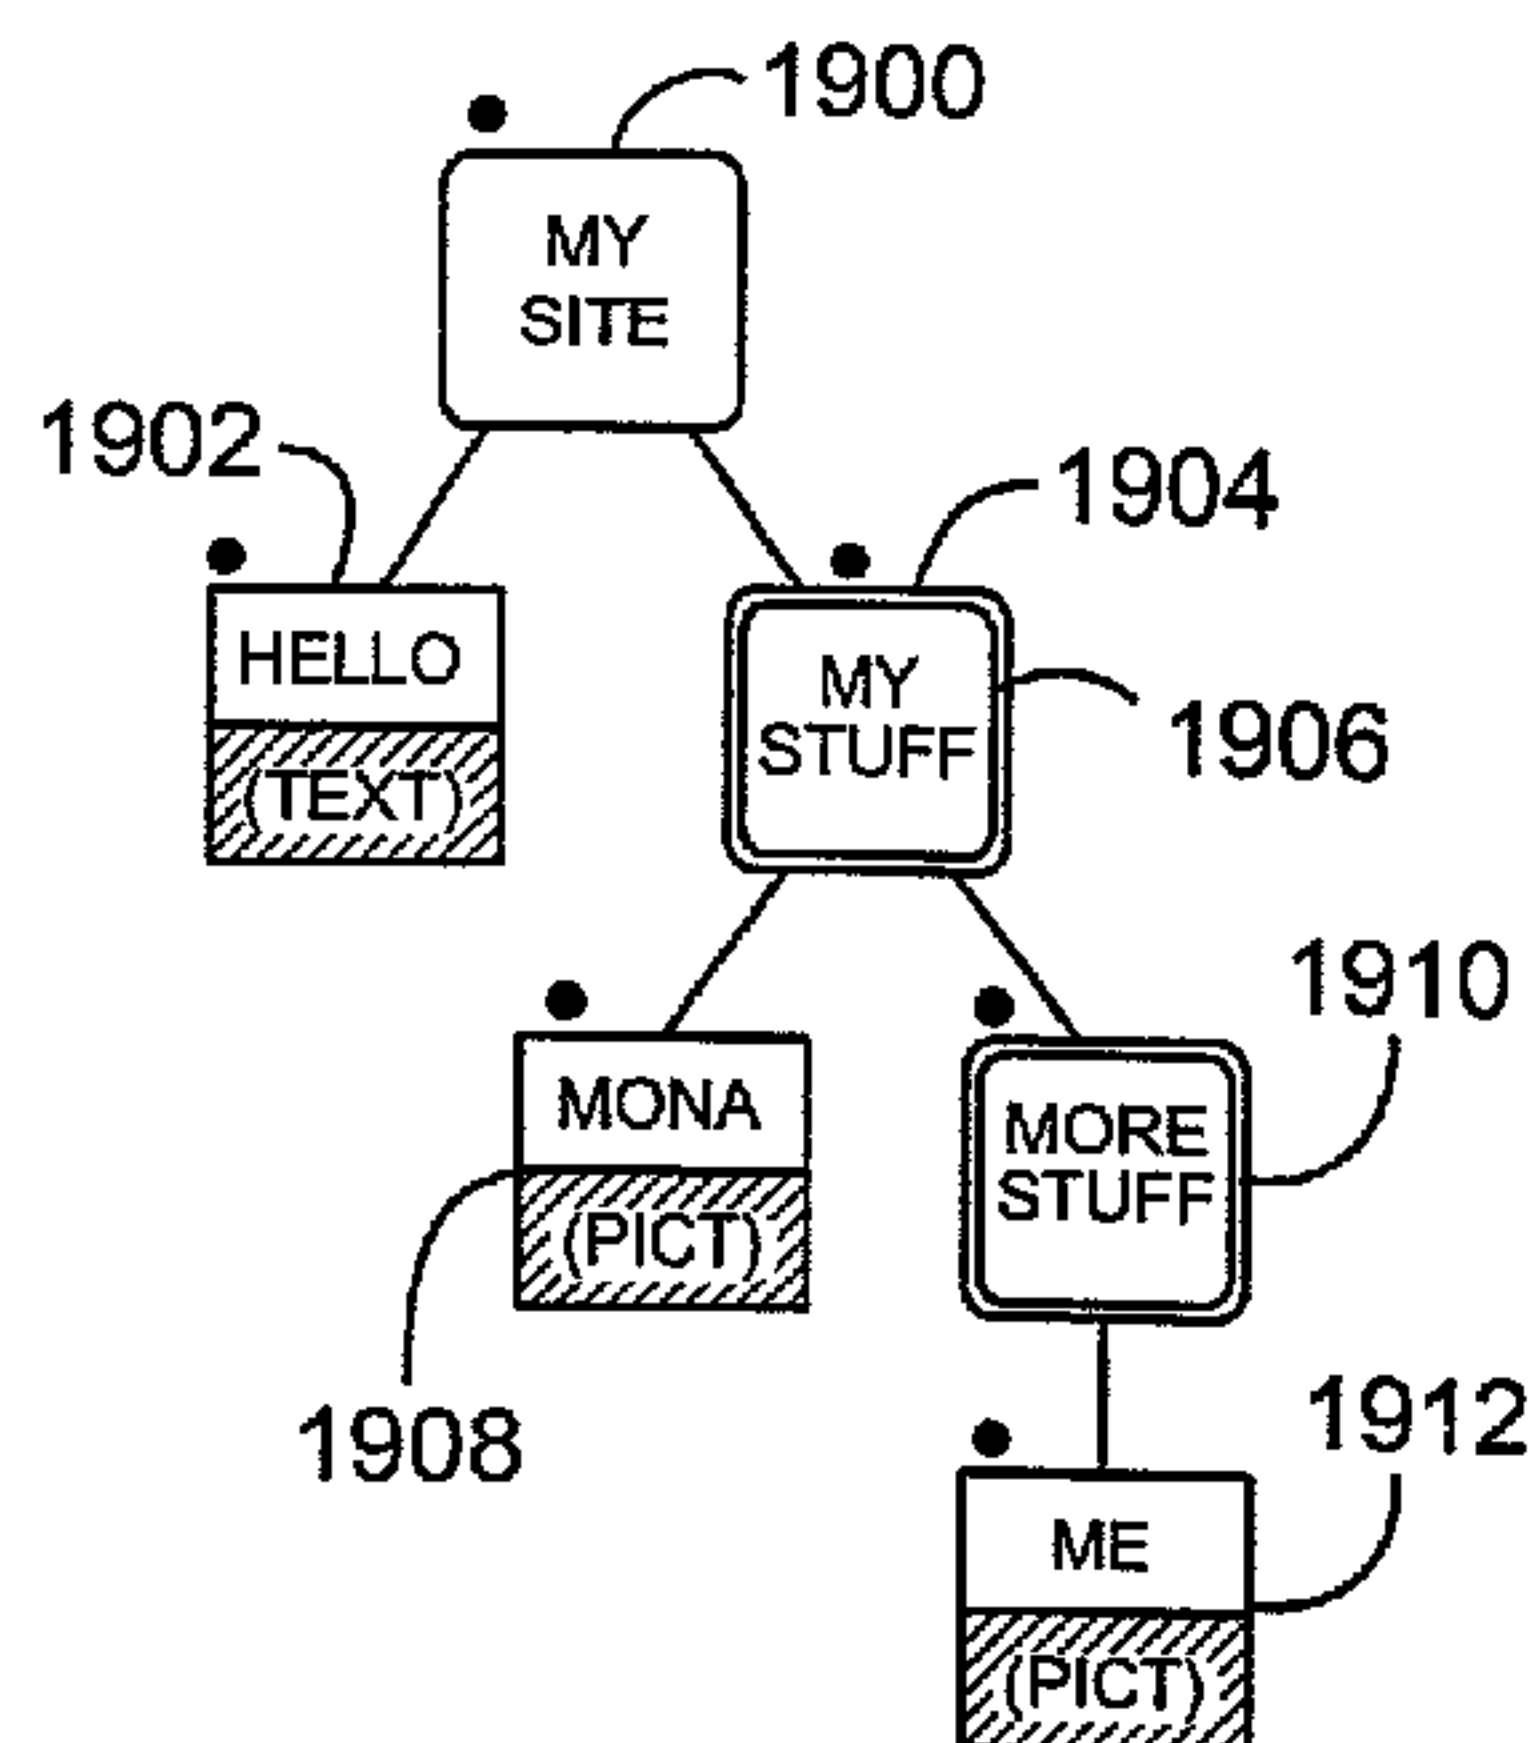 1900
MY
SITE
1902
1904
HELLO
(TEXT)
MY
STUFF
1906
1910
MONA
(PICT)
MORE
STUFF
1908
1912
ME
(PICT)